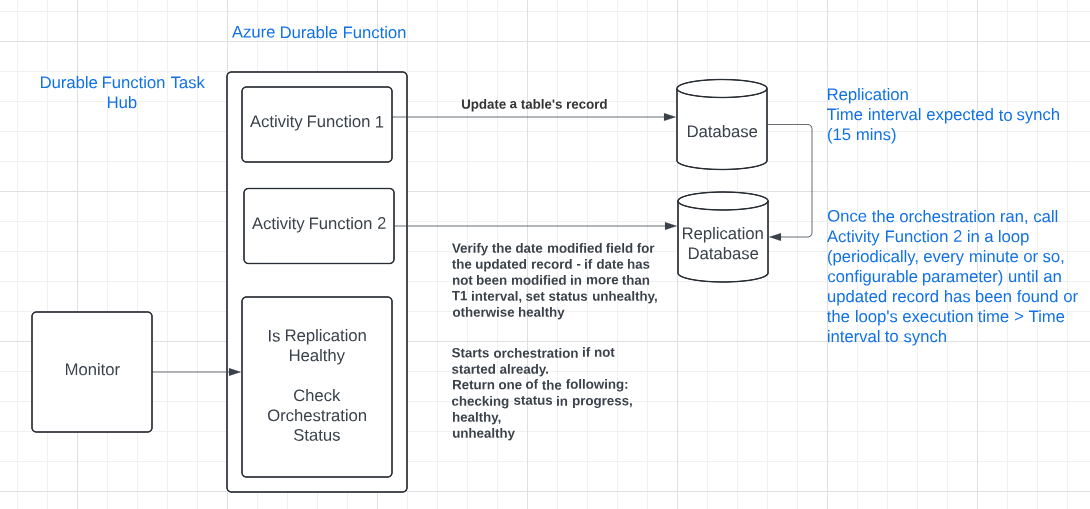 Azure Durable Function
Durable Function Task
Hub
Activity Function 1
Update a table's record
Database
Replication
Time interval expected to synch
(15 mins)
Activity Function 2
Replication
Database
Verify the date modified field for
the updated record - if date has
not been modified in more than
T1 interval, set status unhealthy,
otherwise healthy
Once the orchestration ran, call
Activity Function 2 in a loop
(periodically, every minute or so,
configurable parameter) until an
updated record has been found or
the loop's execution time > Time
interval to synch
Monitor
Is Replication
Healthy
Check
Orchestration
Status
Starts orchestration if not
started already.
Return one of the following:
checking status in progress,
healthy,
unhealthy